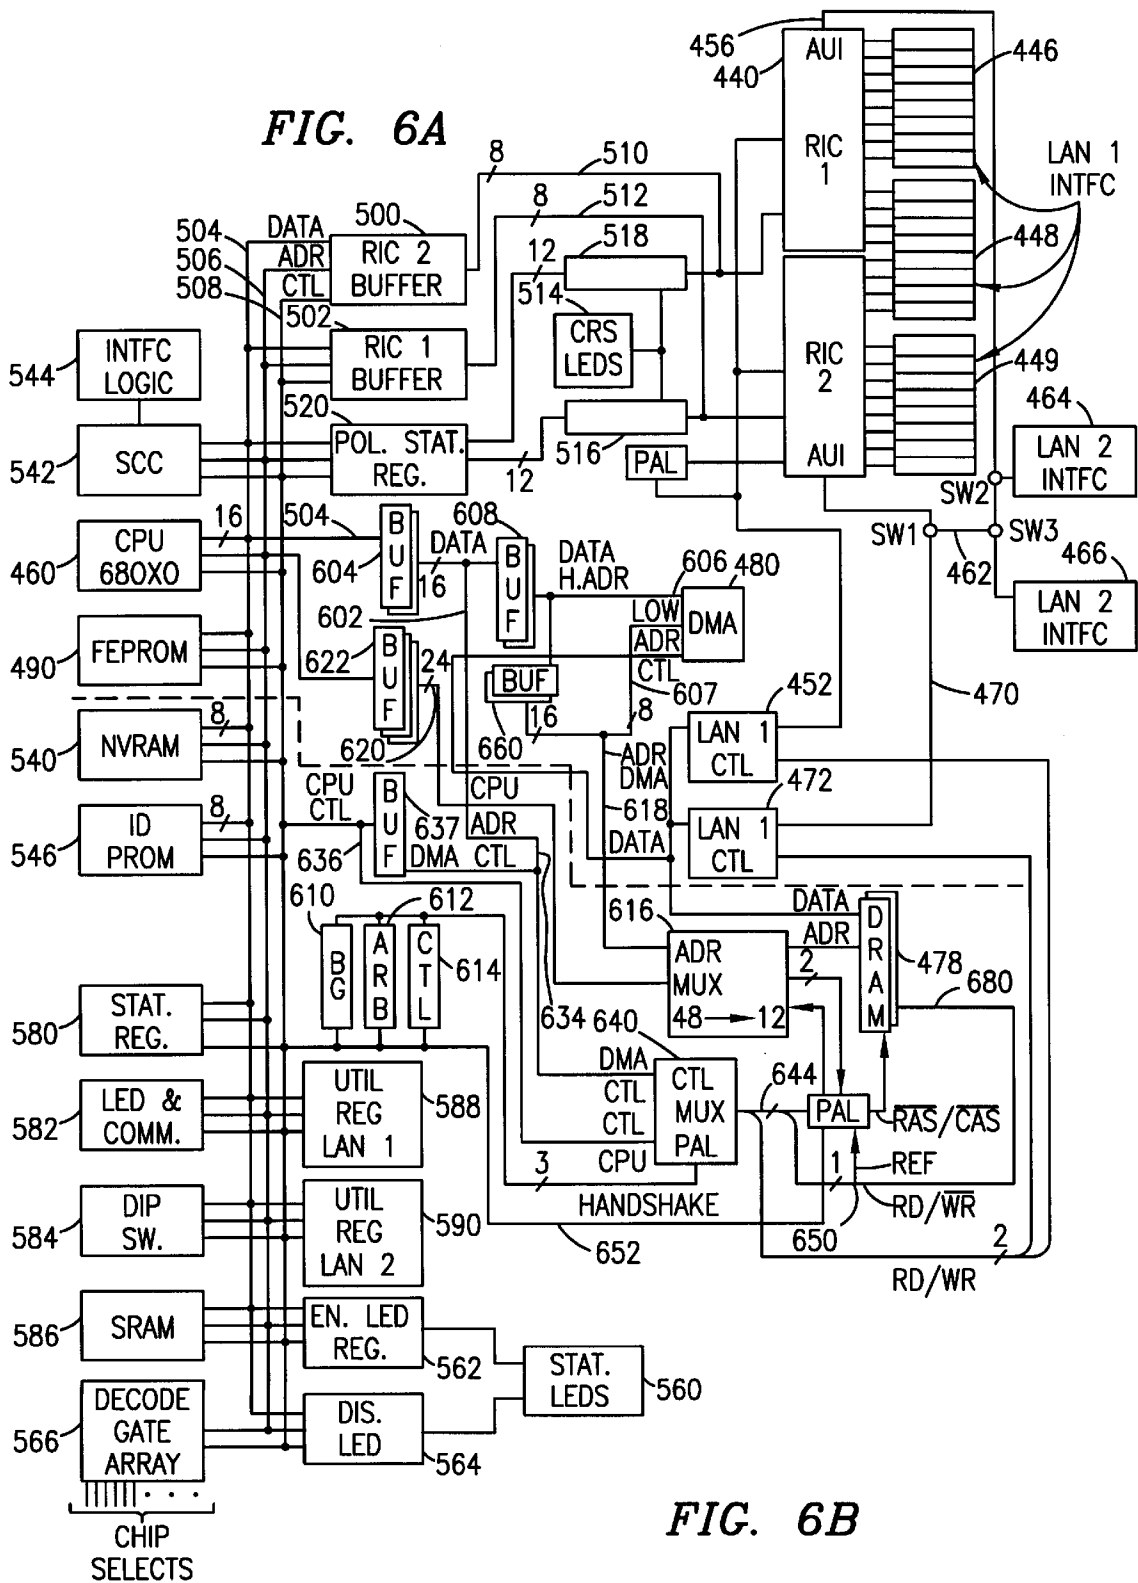 FIG. 6A
456
440
AUI
RIC
1
446
LAN 1
INTFC
448
449
RIC
2
AUI
8
510
8
512
518
12
514
CRS
LEDS
516
12
PAL
504
506
508
DATA
ADR
CTL
500
RIC 2
BUFFER
502
RIC 1
BUFFER
520
POL. STAT.
REG.
544
INTFC
LOGIC
542
SCC
464
LAN 2
INTFC
SW2
SW1
SW3
462
466
LAN 2
INTFC
470
460
CPU
680X0
16
504
604
BUF
DATA
16
602
608
BUF
DATA
H.ADR
606
480
LOW
ADR
CTL
DMA
607
490
FEPROM
622
BUF
24
620
BUF
660
16
8
452
LAN 1
CTL
472
LAN 1
CTL
540
NVRAM
8
ADR
DMA
618
DATA
CPU
CTL
BUF
637
CPU
ADR
DMA CTL
636
546
ID
PROM
8
610
BG
612
ARB
CTL
614
634
616
ADR
MUX
48 12
2
DATA
ADR
DRAM
478
680
580
STAT.
REG.
640
DMA
CTL
CTL
CPU
CTL
MUX
PAL
644
PAL
RAS/CAS
REF
1
RD/WR
650
2
RD/WR
3
HANDSHAKE
652
582
LED &
COMM.
UTIL
REG
LAN 1
588
584
DIP
SW.
UTIL
REG
LAN 2
590
586
SRAM
EN. LED
REG.
562
STAT.
LEDS
560
566
DECODE
GATE
ARRAY
DIS.
LED
564
CHIP
SELECTS
FIG. 6B